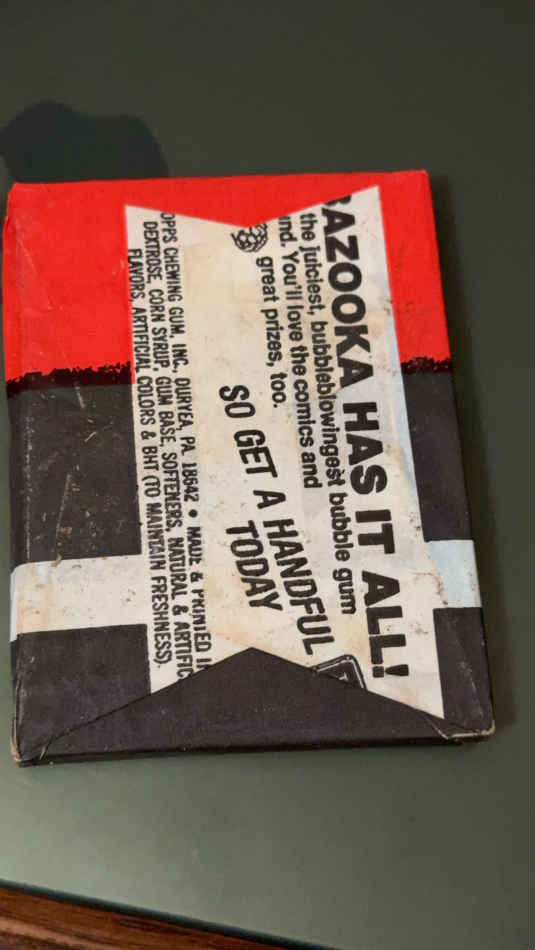 BAZOOKA HAS IT ALL!
the juiciest, bubbleblowingest bubble gum
nd. You'll love the comics and
great prizes, too.
SO GET A HANDFUL
TODAY
OPPS CHEWING GUM, INC., DURYEA, PA. 18642 • MADE & PRINTED I
DEXTROSE, CORN SYRUP, GUM BASE, SOFTENERS, NATURAL & ARTIFIC
FLAVORS, ARTIFICIAL COLORS & BHT (TO MAINTAIN FRESHNESS).